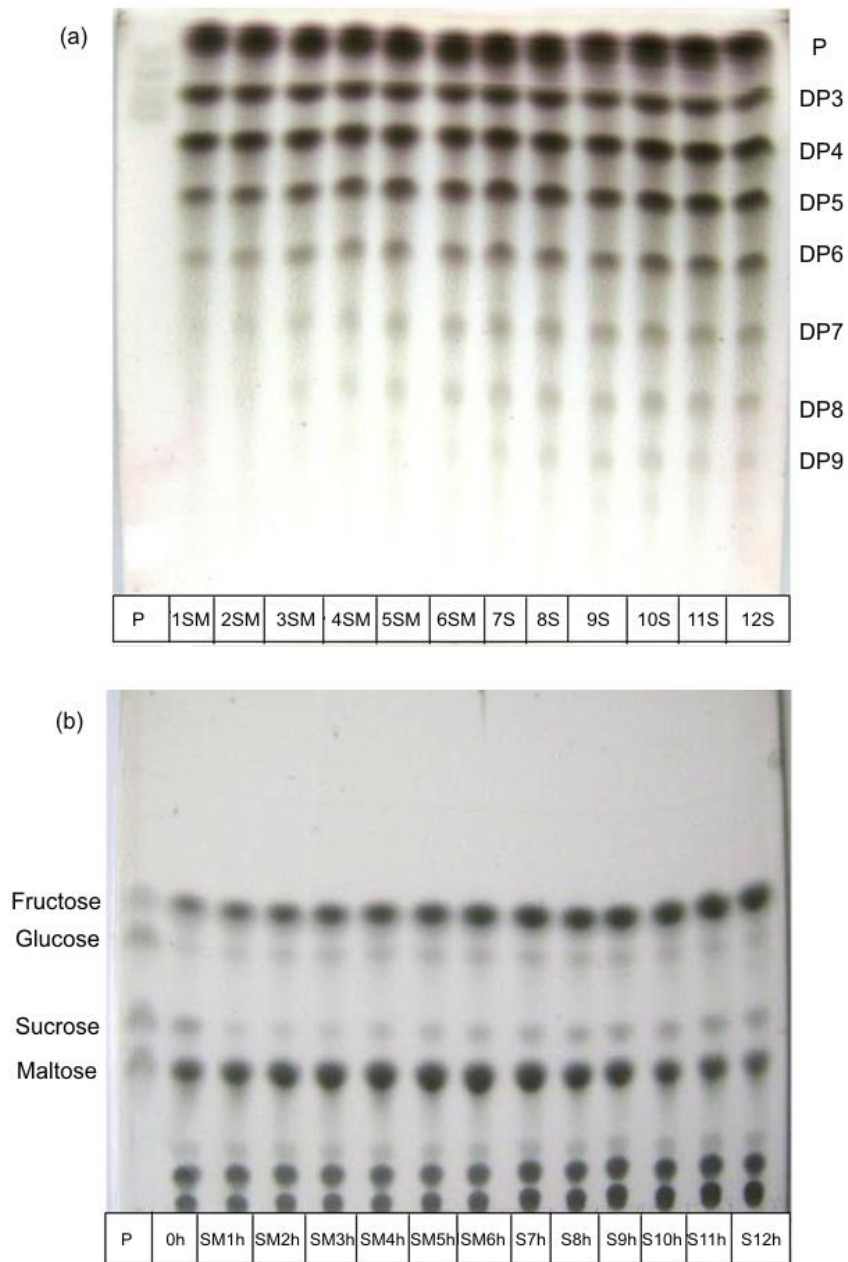 (a)
P
DP3
DP4
DP5
DP6
DP7
DP8
DP9
P 1SM 2SM 3SM 4SM 5SM 6SM 7S 8S 9S 10S 11S 12S
(b)
Fructose
Glucose
Sucrose
Maltose
P 0h SM1h SM2h SM3h SM4h SM5h SM6h S7h S8h S9h S10h S11h S12h